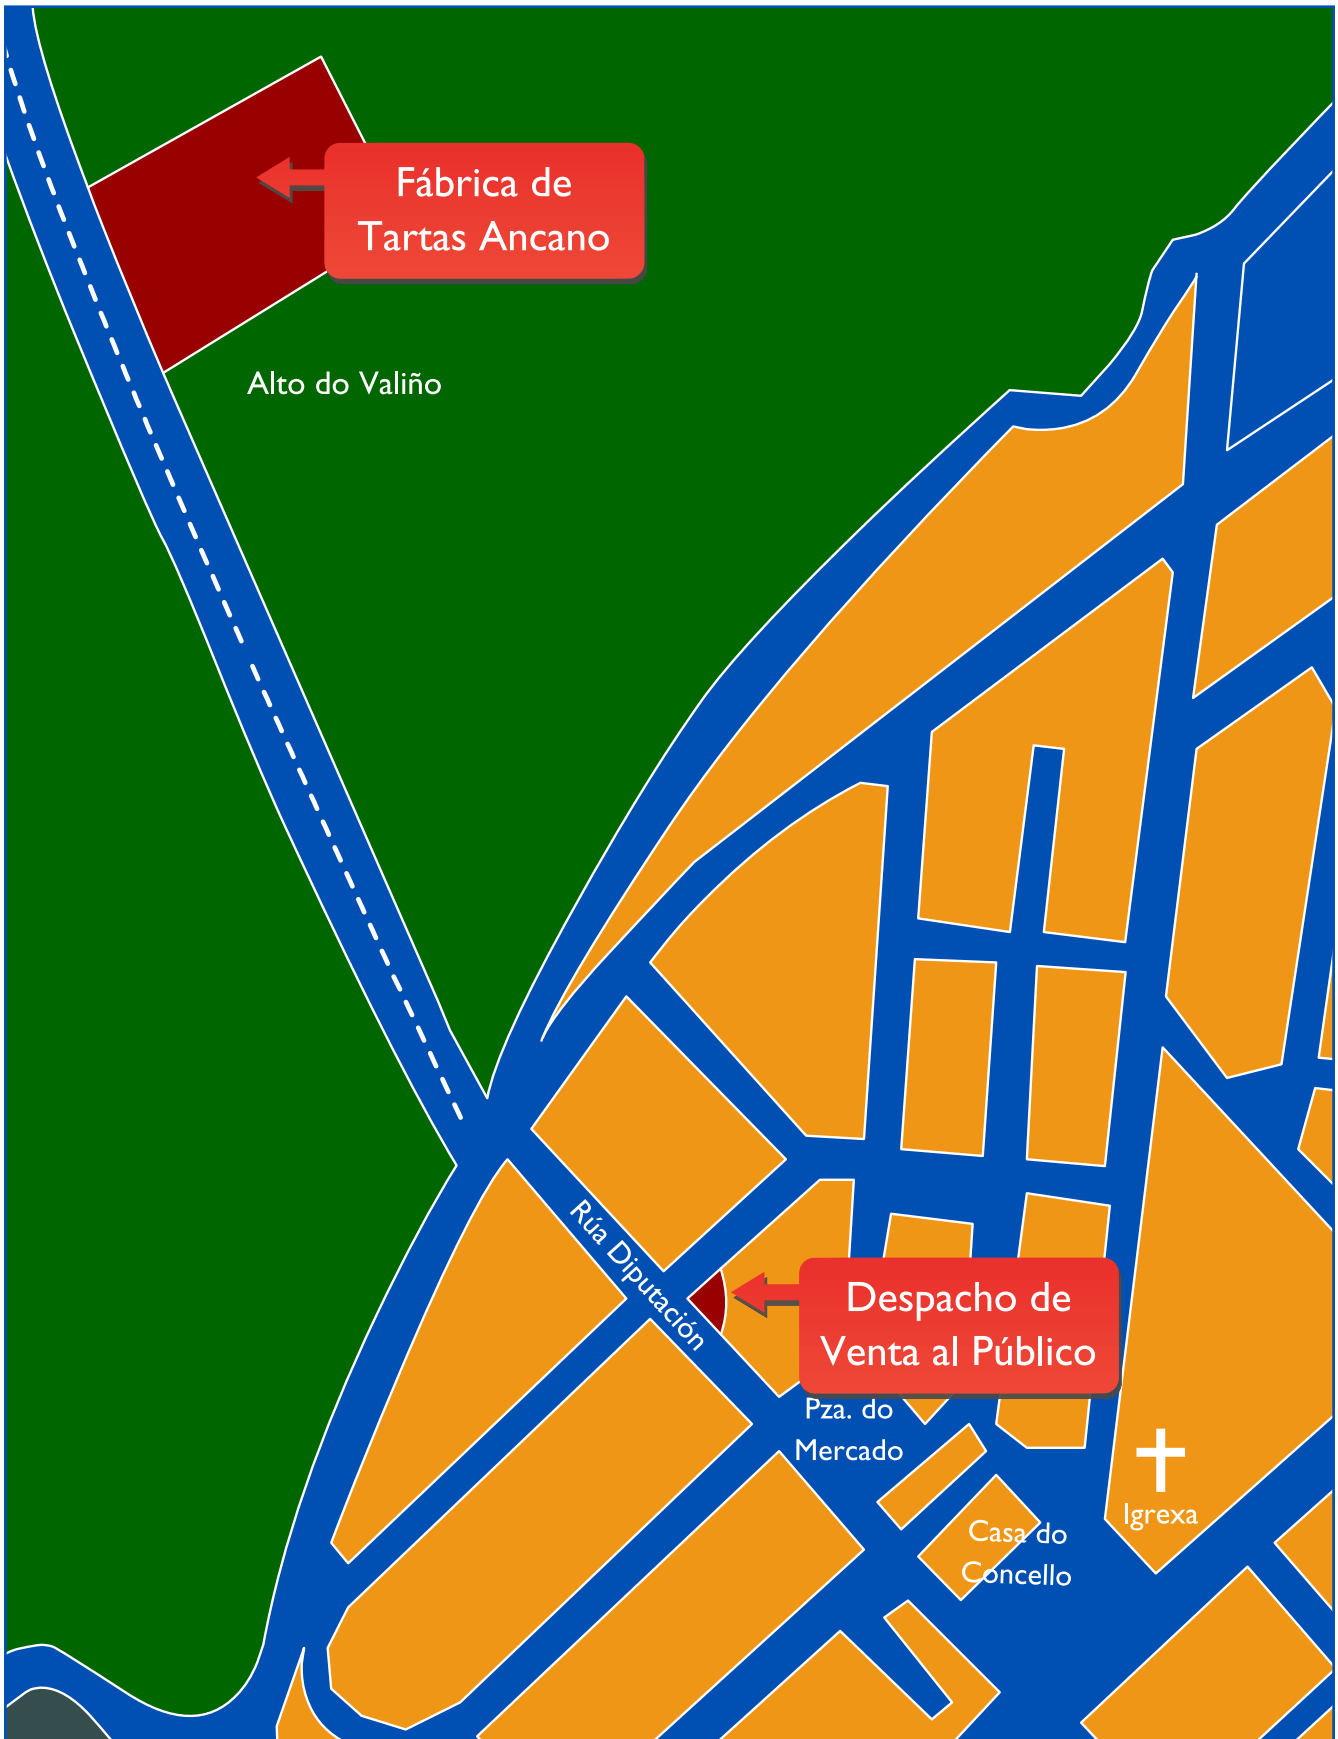 Fábrica de
Tartas Ancano
Alto do Valiño
Rúa Diputación
Despacho de
Venta al Público
Pza. do
Mercado
Igrexa
Casa do
Concello